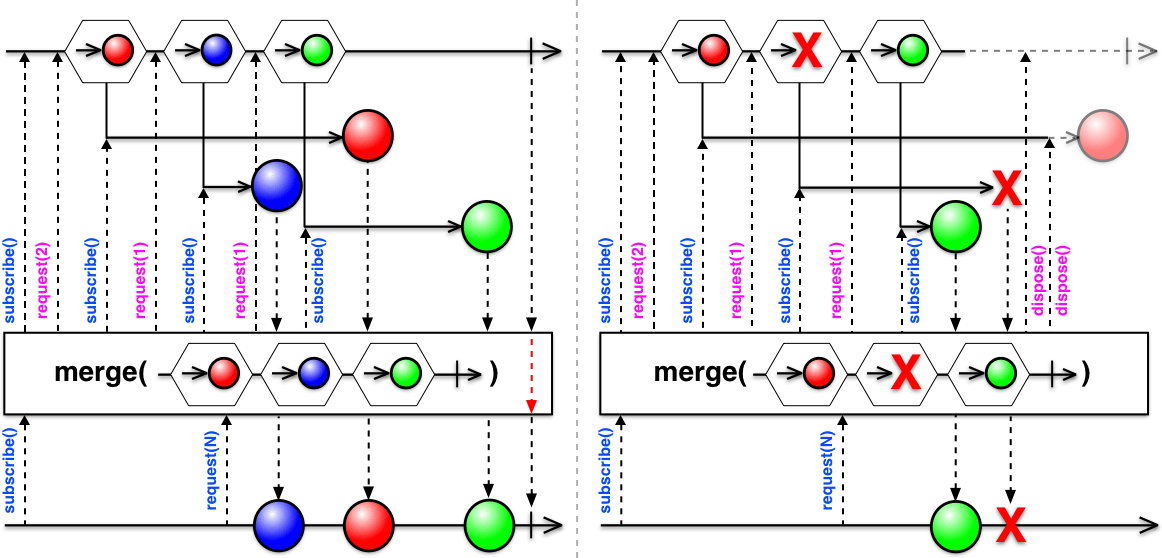 X
X
subscribe()
request(2)
subscribe()
request(1)
subscribe()
request(1)
subscribe()
subscribe()
request(2)
subscribe()
request(1)
subscribe()
request(1)
subscribe()
dispose()
dispose()
merge( )
merge( X )
subscribe()
request(N)
subscribe()
request(N)
X